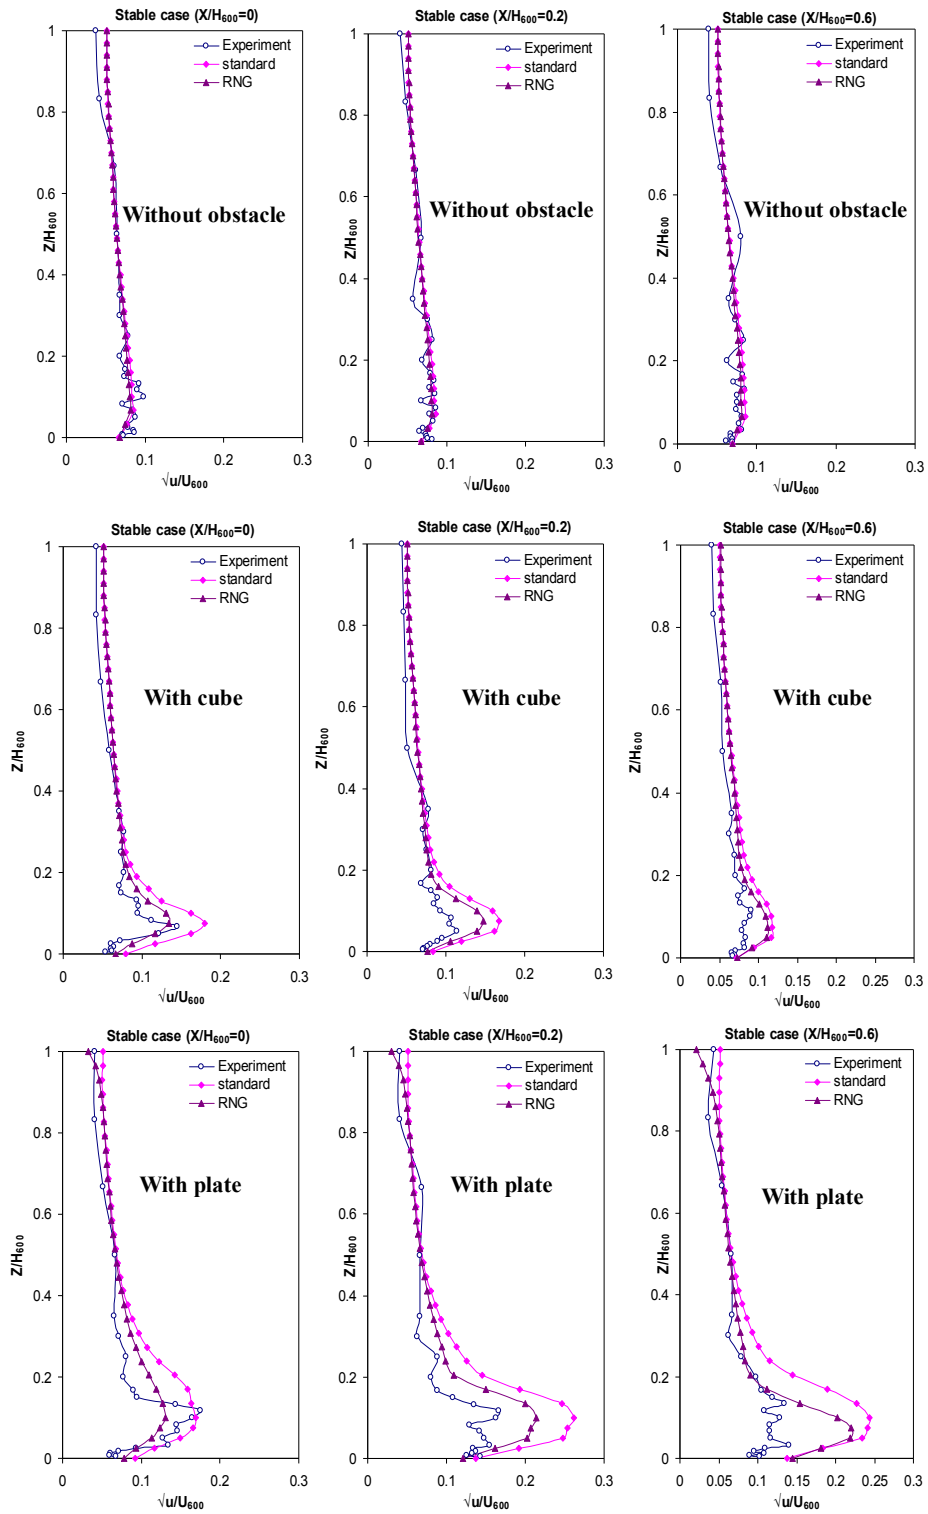 Stable case (X/H600=0)
Experiment
standard
RNG
Without obstacle
Z/H600
1
0.8
0.6
0.4
0.2
0
0 0.1 0.2 0.3
√u/U600
Stable case (X/H600=0.2)
Experiment
standard
RNG
Without obstacle
Z/H600
1
0.8
0.6
0.4
0.2
0
0 0.1 0.2 0.3
√u/U600
Stable case (X/H600=0.6)
Experiment
standard
RNG
Without obstacle
Z/H600
1
0.8
0.6
0.4
0.2
0
0 0.1 0.2 0.3
√u/U600
Stable case (X/H600=0)
Experiment
standard
RNG
With cube
Z/H600
1
0.8
0.6
0.4
0.2
0
0 0.1 0.2 0.3
√u/U600
Stable case (X/H600=0.2)
Experiment
standard
RNG
With cube
Z/H600
1
0.8
0.6
0.4
0.2
0
0 0.1 0.2 0.3
√u/U600
Stable case (X/H600=0.6)
Experiment
standard
RNG
With cube
Z/H600
1
0.8
0.6
0.4
0.2
0
0 0.05 0.1 0.15 0.2 0.25 0.3
√u/U600
Stable case (X/H600=0)
Experiment
standard
RNG
With plate
Z/H600
1
0.8
0.6
0.4
0.2
0
0 0.1 0.2 0.3
√u/U600
Stable case (X/H600=0.2)
Experiment
standard
RNG
With plate
Z/H600
1
0.8
0.6
0.4
0.2
0
0 0.1 0.2 0.3
√u/U600
Stable case (X/H600=0.6)
Experiment
standard
RNG
With plate
Z/H600
1
0.8
0.6
0.4
0.2
0
0 0.05 0.1 0.15 0.2 0.25 0.3
√u/U600